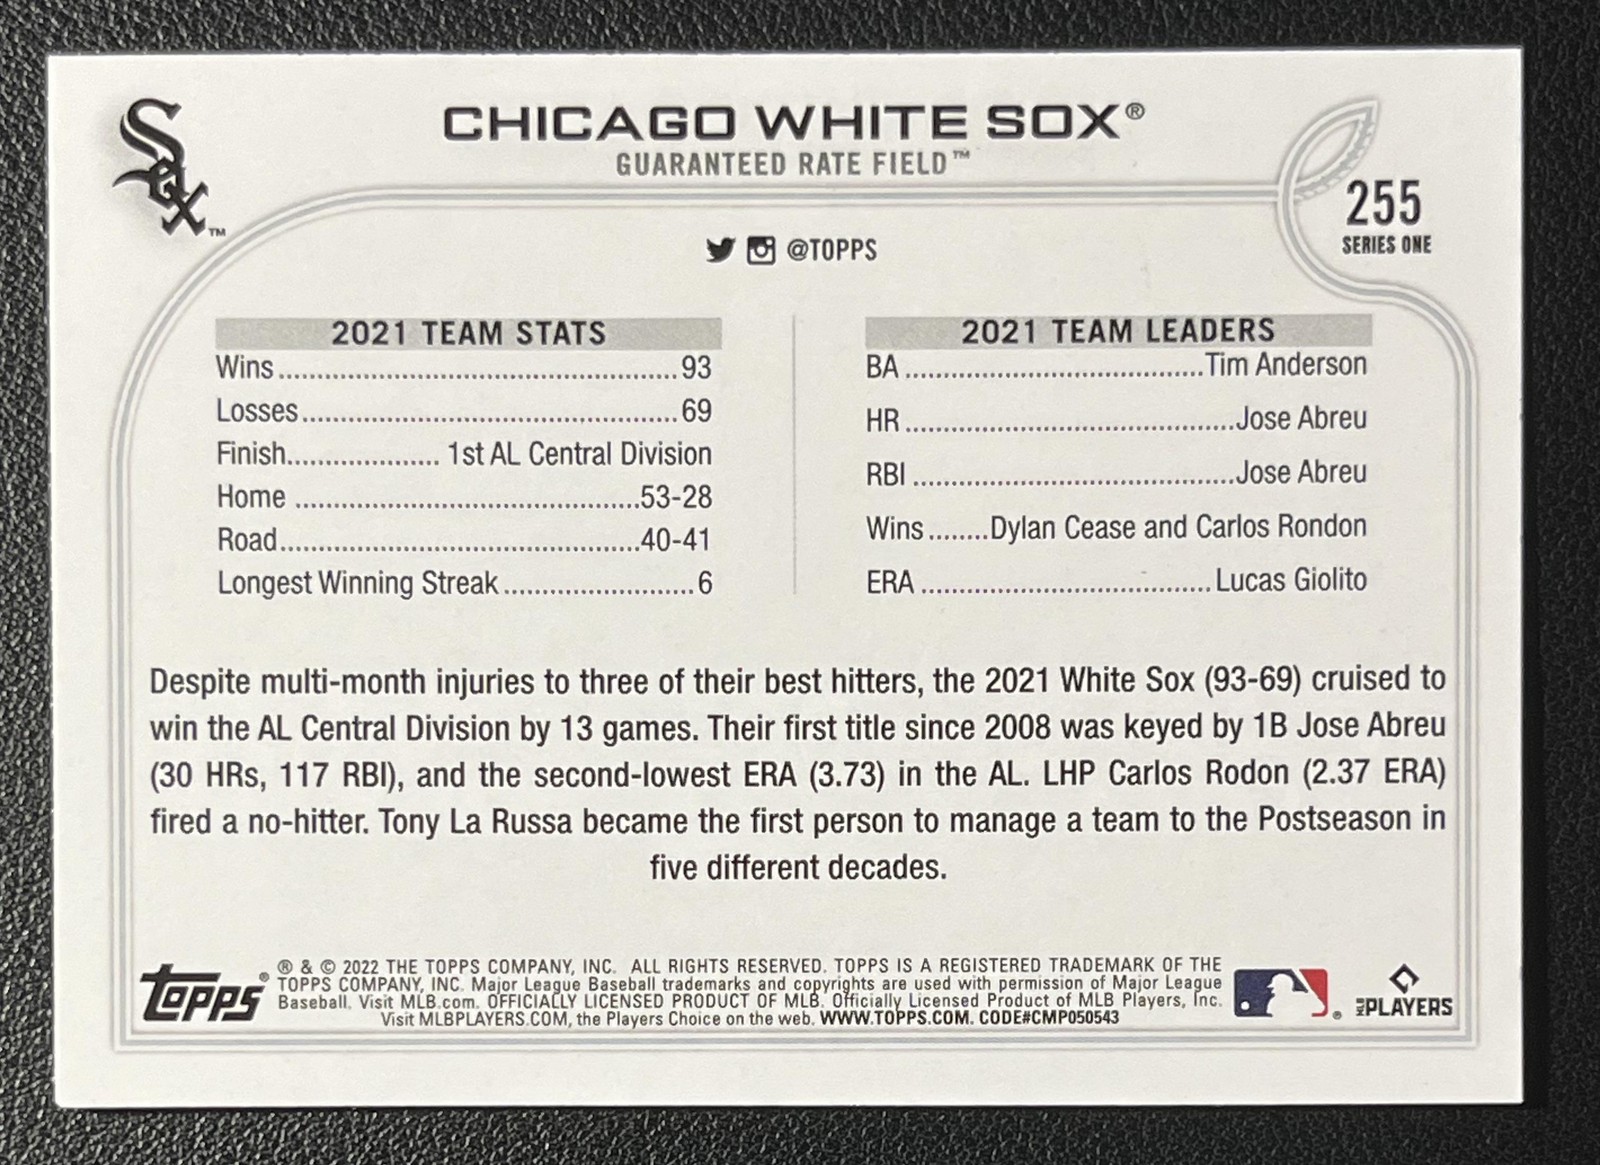 Sox™
CHICAGO WHITE SOX®
GUARANTEED RATE FIELD™
255
SERIES ONE
@TOPPS
2021 TEAM STATS
Wins.....................................................93
Losses..................................................69
Finish.................... 1st AL Central Division
Home ..............................................53-28
Road................................................40-41
Longest Winning Streak.........................6
2021 TEAM LEADERS
BA .......................................Tim Anderson
HR ...........................................Jose Abreu
RBI ..........................................Jose Abreu
Wins ........Dylan Cease and Carlos Rondon
ERA ......................................Lucas Giolito
Despite multi-month injuries to three of their best hitters, the 2021 White Sox (93-69) cruised to
win the AL Central Division by 13 games. Their first title since 2008 was keyed by 1B Jose Abreu
(30 HRs, 117 RBI), and the second-lowest ERA (3.73) in the AL. LHP Carlos Rodon (2.37 ERA)
fired a no-hitter. Tony La Russa became the first person to manage a team to the Postseason in
five different decades.
Topps®
® & © 2022 THE TOPPS COMPANY, INC. ALL RIGHTS RESERVED. TOPPS IS A REGISTERED TRADEMARK OF THE
TOPPS COMPANY, INC. Major League Baseball trademarks and copyrights are used with permission of Major League
Baseball. Visit MLB.com. OFFICIALLY LICENSED PRODUCT OF MLB. Officially Licensed Product of MLB Players, Inc.
Visit MLBPLAYERS.COM, the Players Choice on the web. WWW.TOPPS.COM. CODE#CMP050543
®
MLB PLAYERS